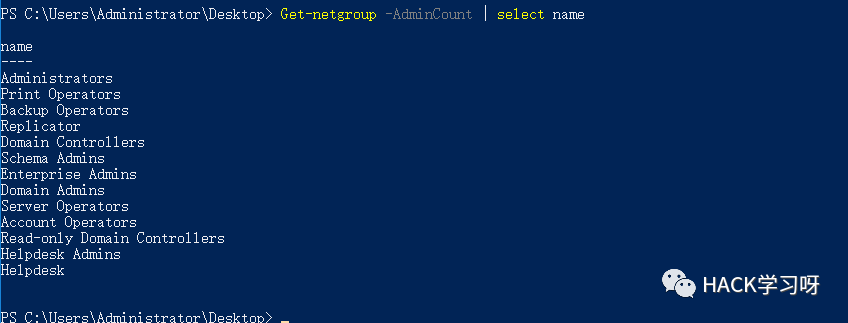 PS C:\Users\Administrator\Desktop> Get-netgroup -AdminCount | select name
name
----
Administrators
Print Operators
Backup Operators
Replicator
Domain Controllers
Schema Admins
Enterprise Admins
Domain Admins
Server Operators
Account Operators
Read-only Domain Controllers
Helpdesk Admins
Helpdesk
HACK学习呀
PS C:\Users\Administrator\Desktop> _